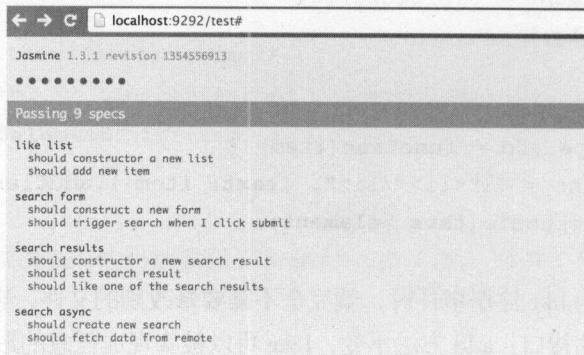 localhost:9292/test#
Jasmine 1.3.1 revision 1354556913
Passing 9 specs
like list
should constructor a new list
should add new item
search form
should construct a new form
should trigger search when I click submit
search results
should constructor a new search result
should set search result
should like one of the search results
search async
should create new search
should fetch data from remote